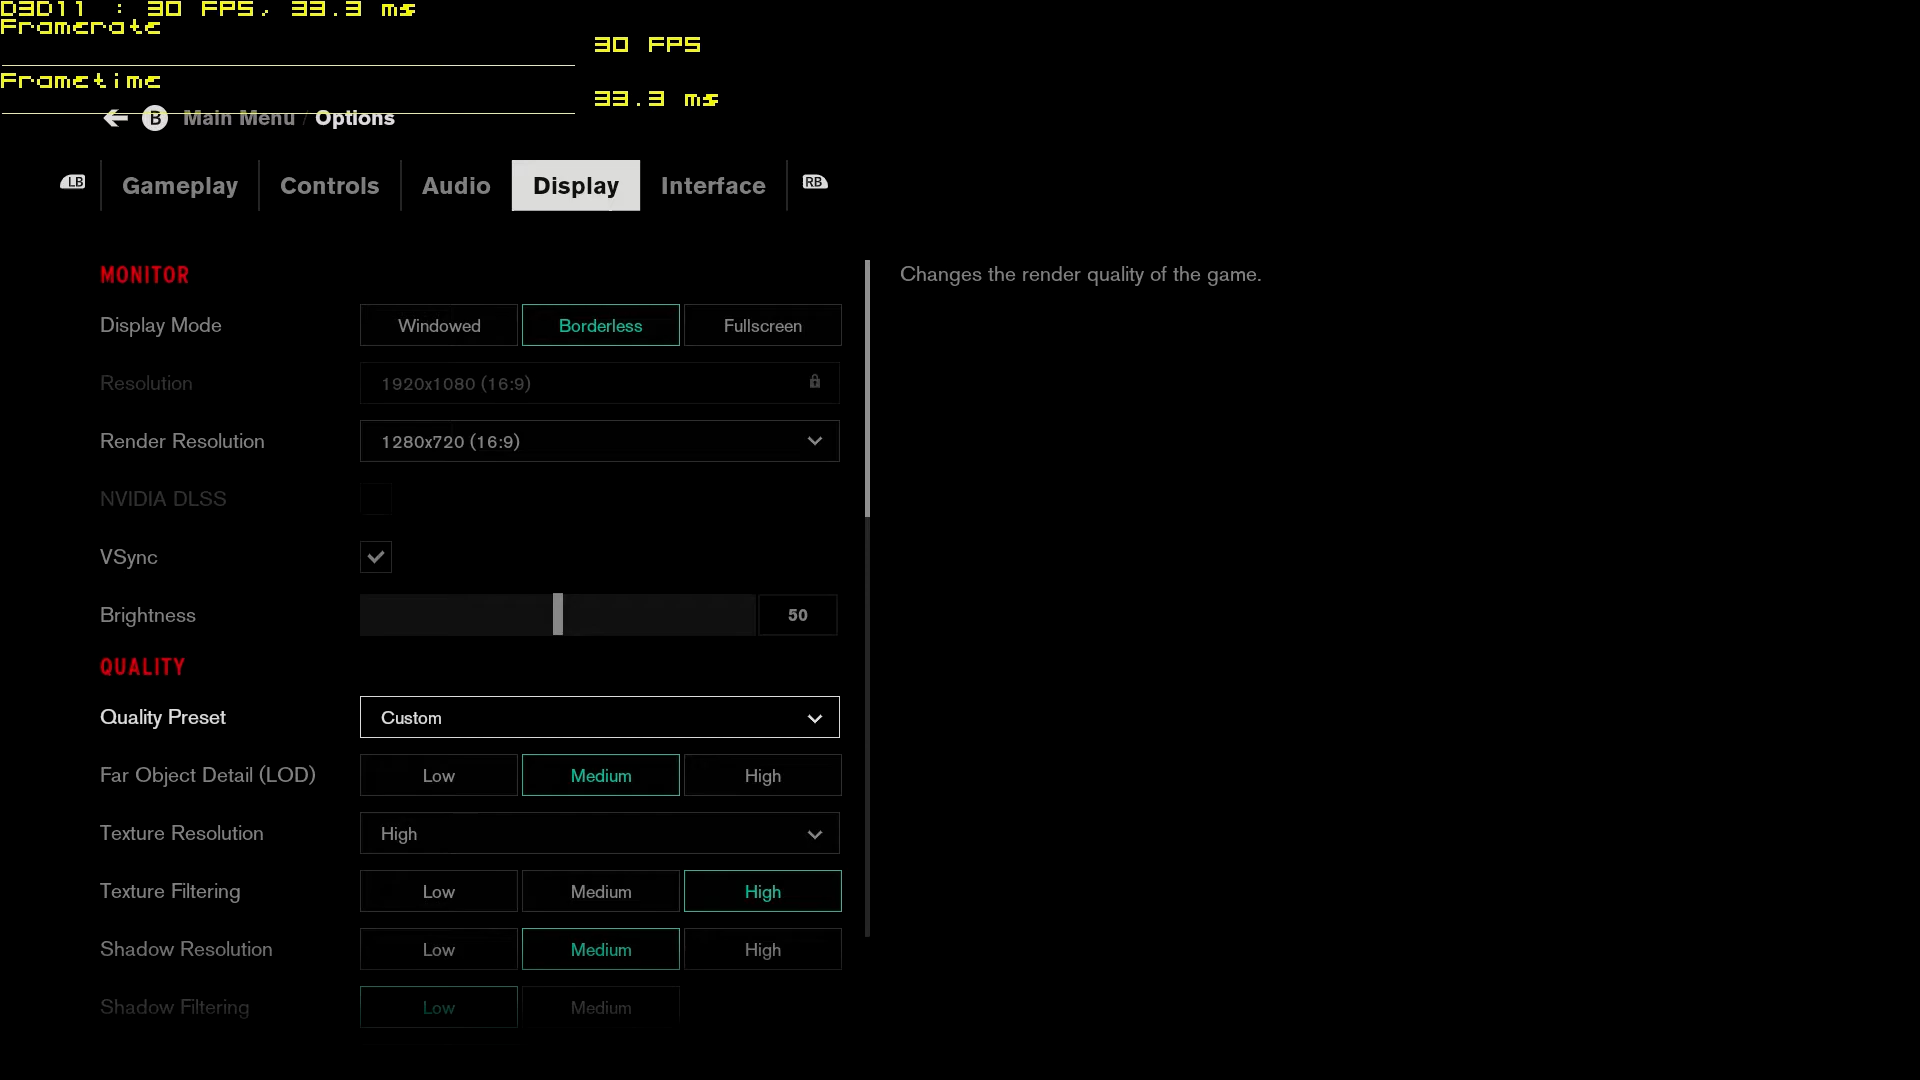 D3D11 : 30 FPS, 33.3 ms
Framerate
30 FPS
Frametime
33.3 ms
B Main Menu / Options
LB Gameplay Controls Audio Display Interface RB
MONITOR
Changes the render quality of the game.
Display Mode Windowed Borderless Fullscreen
Resolution 1920x1080 (16:9)
Render Resolution 1280x720 (16:9)
NVIDIA DLSS
VSync
Brightness 50
QUALITY
Quality Preset Custom
Far Object Detail (LOD) Low Medium High
Texture Resolution High
Texture Filtering Low Medium High
Shadow Resolution Low Medium High
Shadow Filtering Low Medium